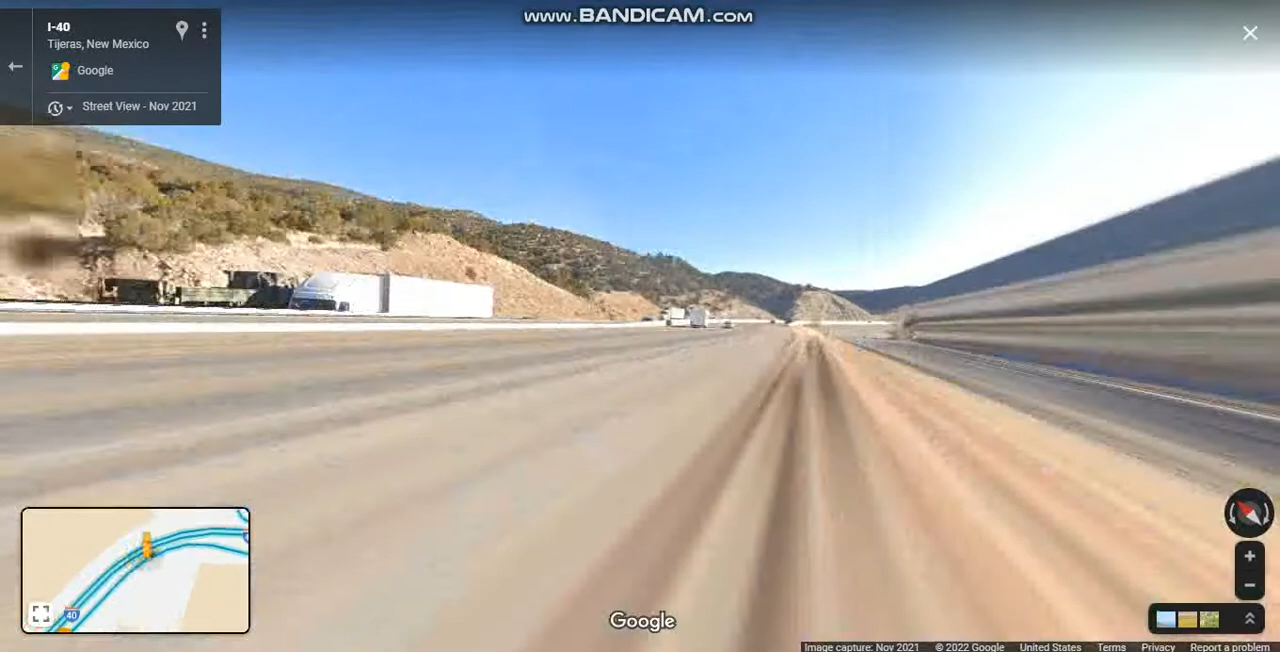 www.BANDICAM.com
I-40
Tijeras, New Mexico
Google
Street View - Nov 2021
40
Google
Image capture: Nov 2021 © 2022 Google United States Terms Privacy Report a problem